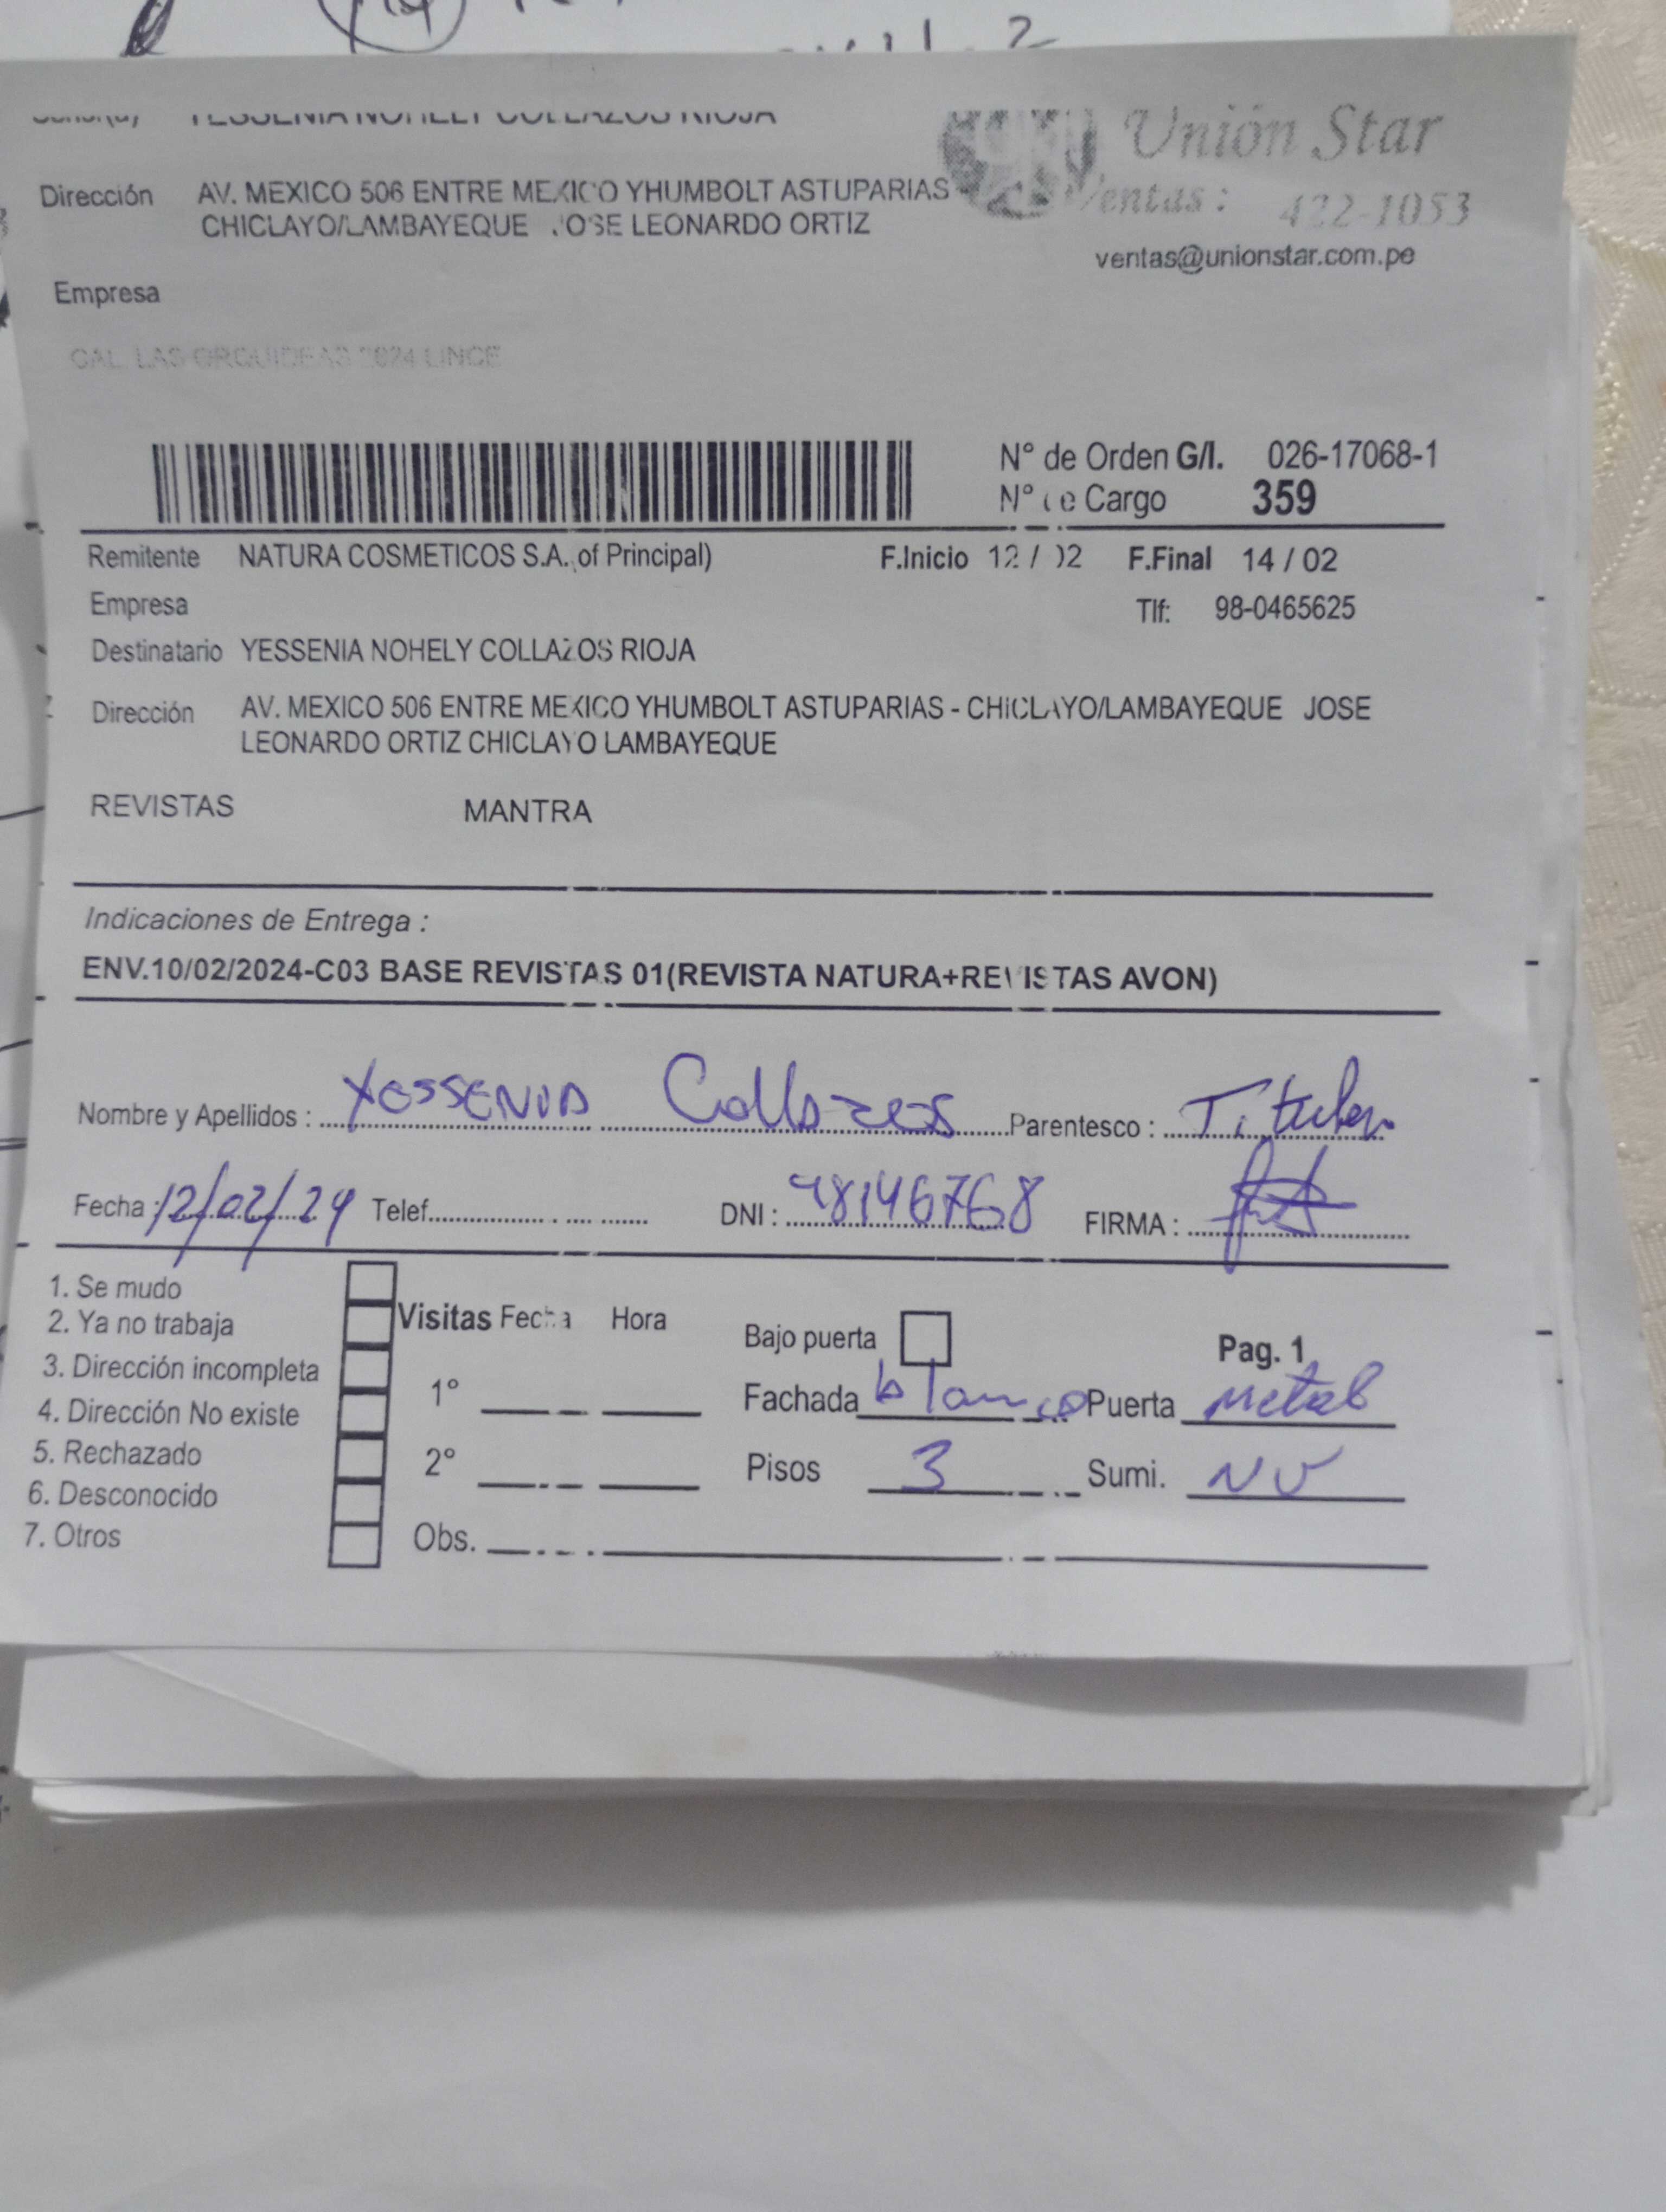 YESSENIA NOHELY COLLAZOS RIOJA
Unión Star
Dirección AV. MEXICO 506 ENTRE MEXICO YHUMBOLT ASTUPARIAS -
CHICLAYO/LAMBAYEQUE JOSE LEONARDO ORTIZ
Ventas : 422-1053
ventas@unionstar.com.pe
Empresa
CAL. LAS ORQUIDEAS 2624 LINCE
N° de Orden G/I. 026-17068-1
N° de Cargo 359
Remitente NATURA COSMETICOS S.A. of Principal) F.Inicio 12 / 02 F.Final 14 / 02
Empresa Tlf: 98-0465625
Destinatario YESSENIA NOHELY COLLAZOS RIOJA
Dirección AV. MEXICO 506 ENTRE MEXICO YHUMBOLT ASTUPARIAS - CHICLAYO/LAMBAYEQUE JOSE
LEONARDO ORTIZ CHICLAYO LAMBAYEQUE
REVISTAS MANTRA
Indicaciones de Entrega :
ENV.10/02/2024-C03 BASE REVISTAS 01(REVISTA NATURA+REVISTAS AVON)
Nombre y Apellidos : Yessenia Collazos Parentesco : Titular
Fecha : 12/02/24 Telef. DNI : 48146768 FIRMA :
1. Se mudo
2. Ya no trabaja
3. Dirección incompleta
4. Dirección No existe
5. Rechazado
6. Desconocido
7. Otros
Visitas Fecha Hora
1°
2°
Obs.
Bajo puerta
Pag. 1
Fachada blanco Puerta Metal
Pisos 3 Sumi. NV